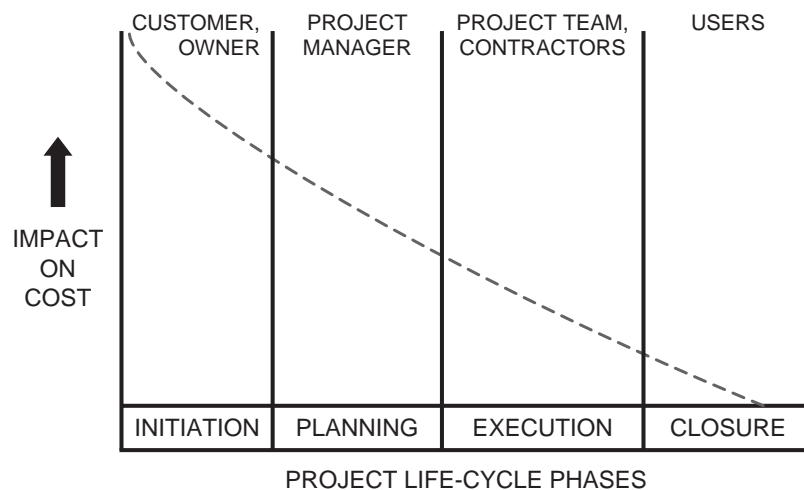 CUSTOMER,
OWNER
PROJECT
MANAGER
PROJECT TEAM,
CONTRACTORS
USERS
IMPACT
ON
COST
INITIATION
PLANNING
EXECUTION
CLOSURE
PROJECT LIFE-CYCLE PHASES